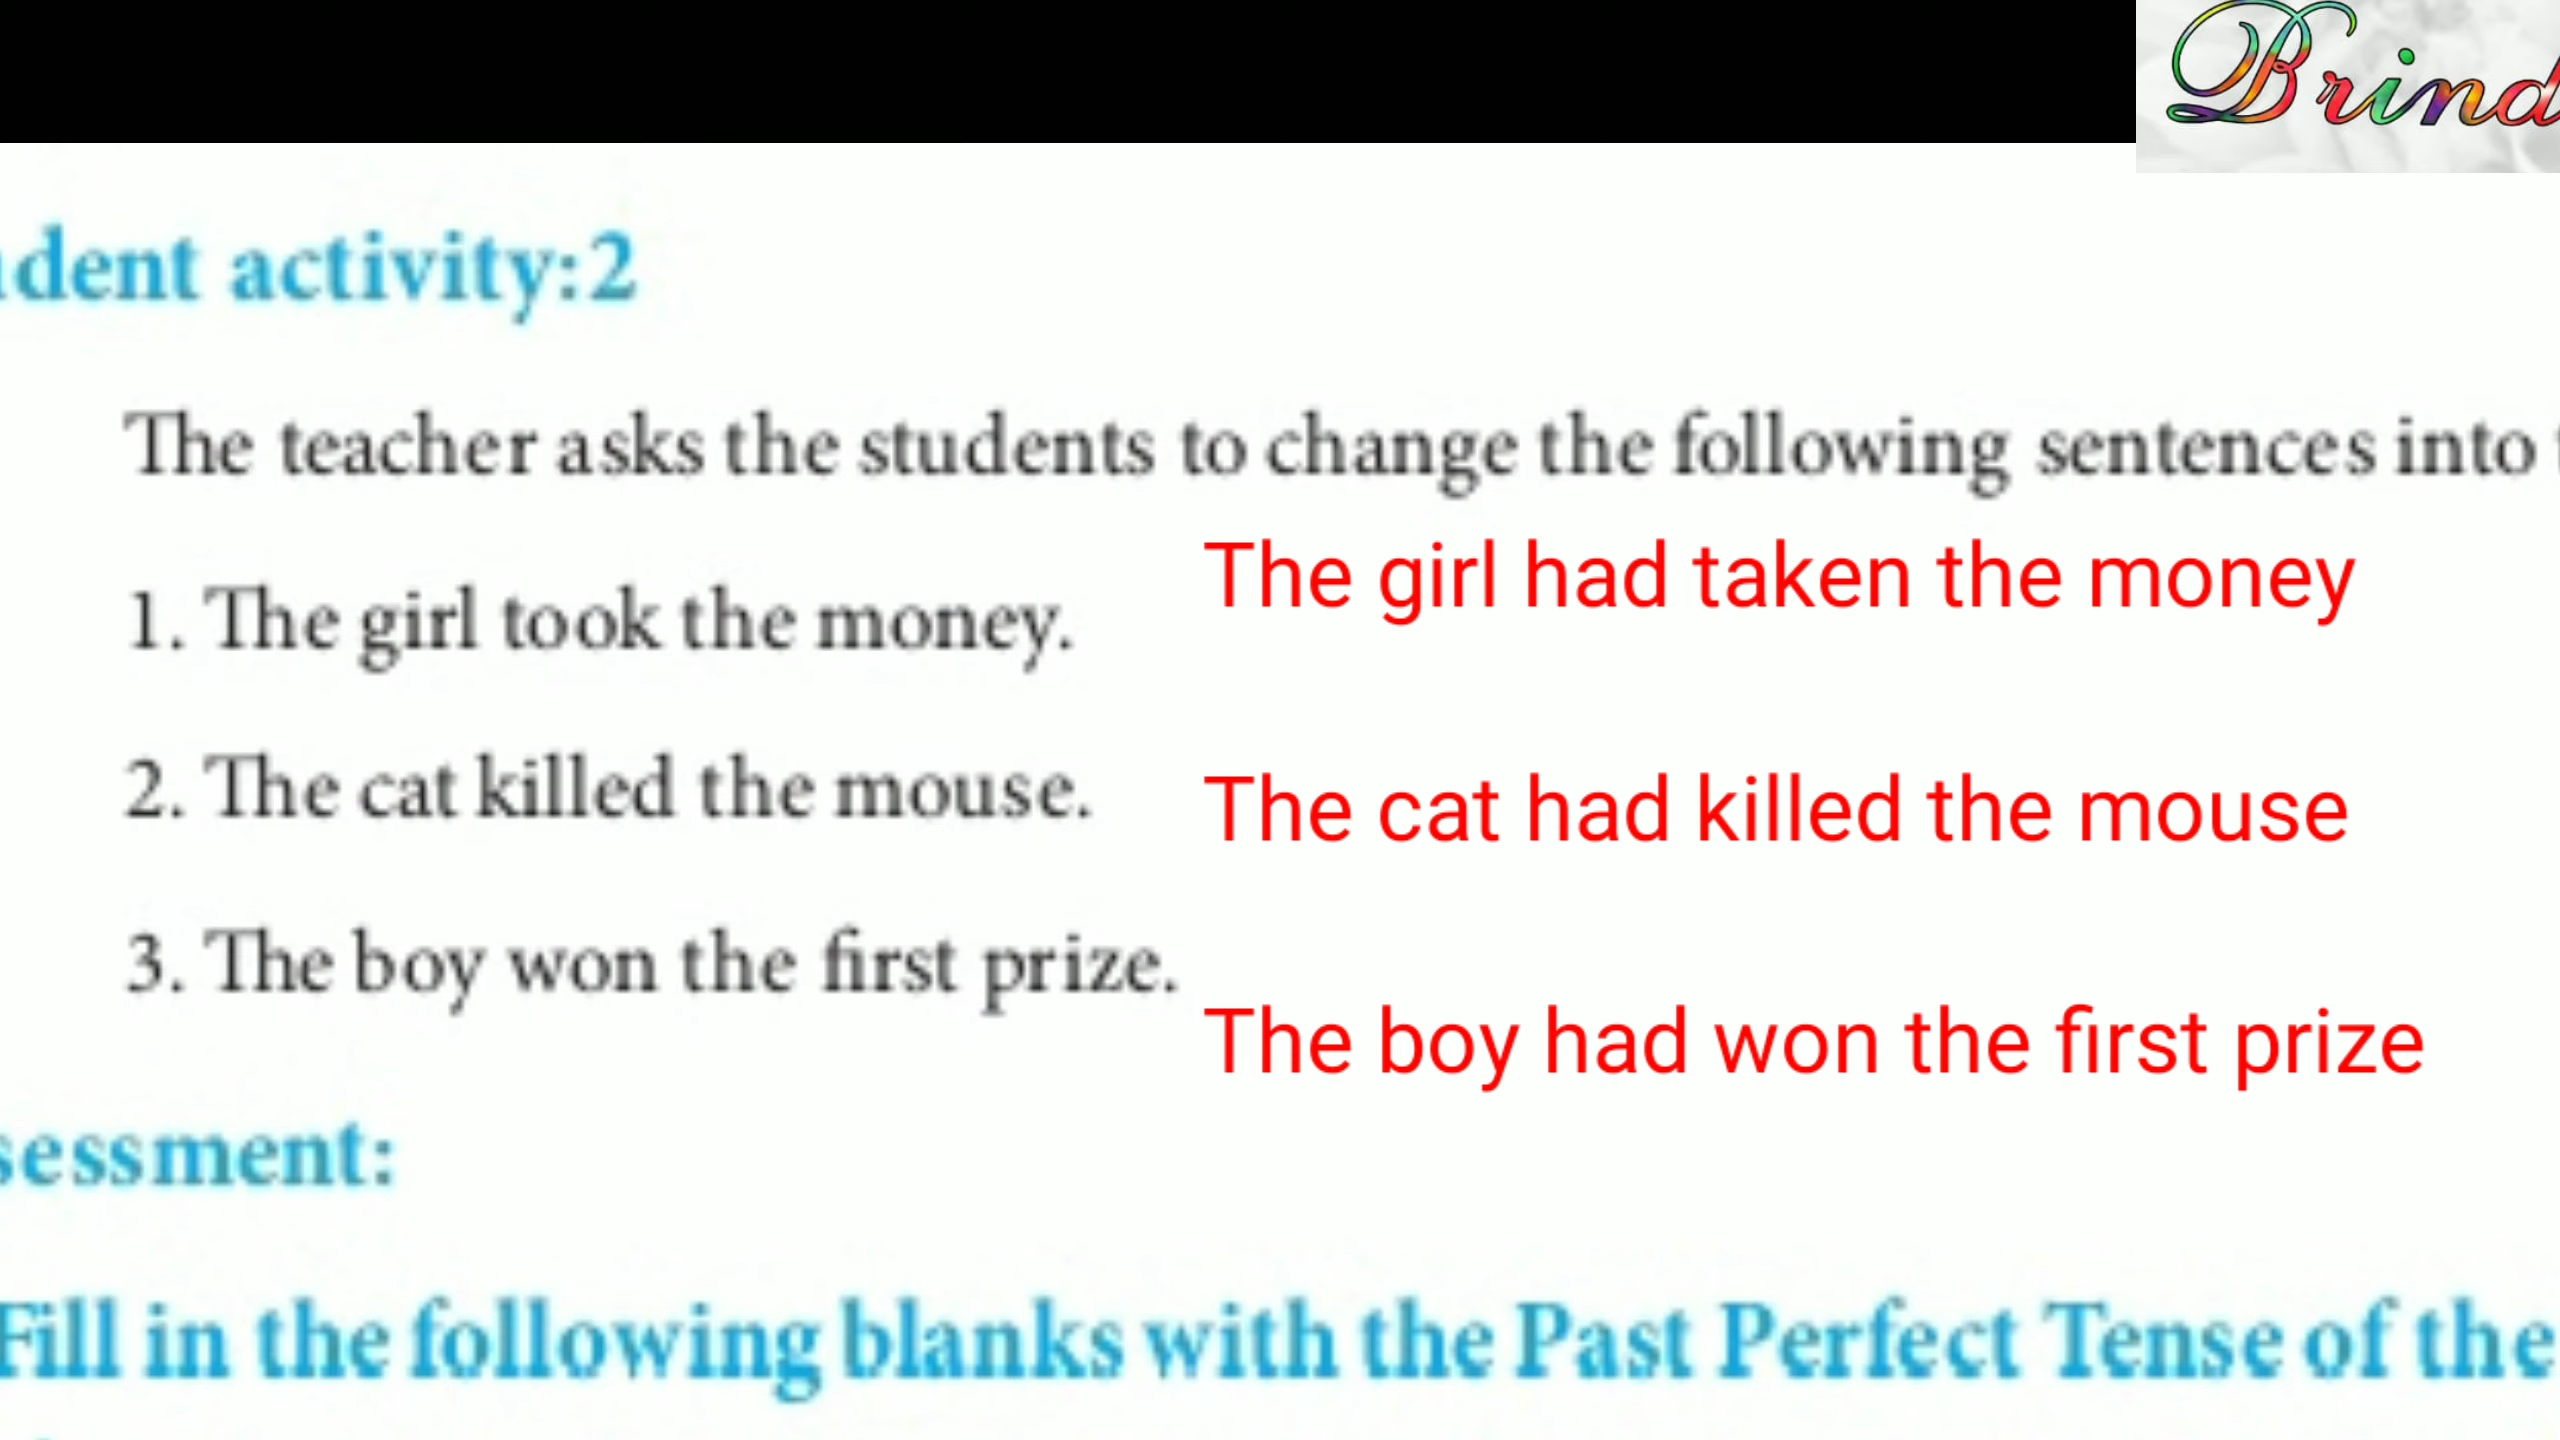 Brind
dent activity:2
The teacher asks the students to change the following sentences into
The girl had taken the money
1. The girl took the money.
2. The cat killed the mouse.
The cat had killed the mouse
3. The boy won the first prize.
The boy had won the first prize
sessment:
Fill in the following blanks with the Past Perfect Tense of the